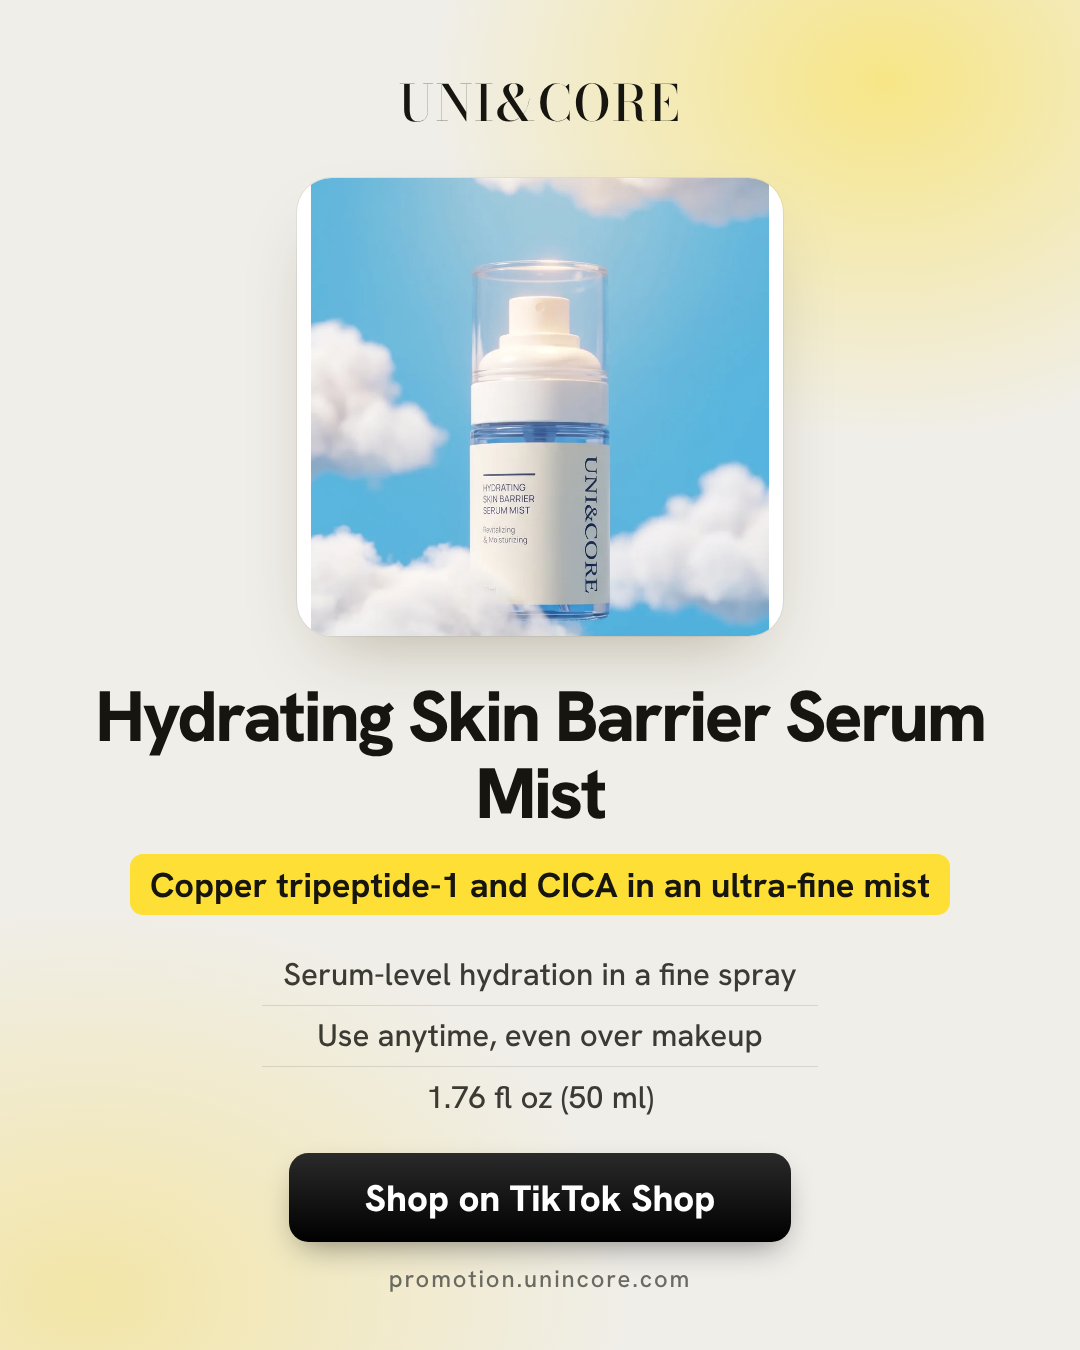 UNI&CORE
HYDRATING
SKIN BARRIER
SERUM MIST
Revitalizing
& Moisturizing
UNI&CORE
Hydrating Skin Barrier Serum
Mist
Copper tripeptide-1 and CICA in an ultra-fine mist
Serum-level hydration in a fine spray
Use anytime, even over makeup
1.76 fl oz (50 ml)
Shop on TikTok Shop
promotion.unincore.com